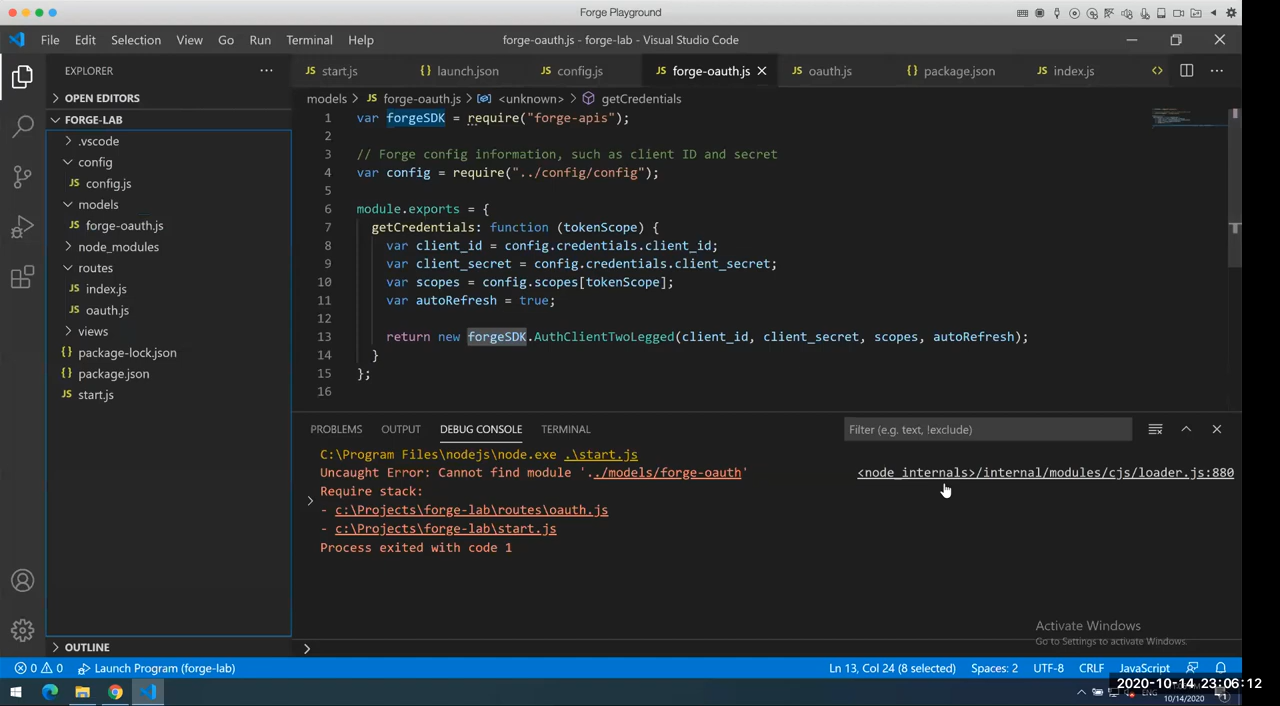 Forge Playground
File Edit Selection View Go Run Terminal Help
forge-oauth.js - forge-lab - Visual Studio Code
EXPLORER
start.js launch.json config.js forge-oauth.js oauth.js package.json index.js
OPEN EDITORS
FORGE-LAB
.vscode
config
config.js
models
forge-oauth.js
node_modules
routes
index.js
oauth.js
views
package-lock.json
package.json
start.js
OUTLINE
models > forge-oauth.js > <unknown> > getCredentials
1 var forgeSDK = require("forge-apis");
2
3 // Forge config information, such as client ID and secret
4 var config = require("../config/config");
5
6 module.exports = {
7 getCredentials: function (tokenScope) {
8 var client_id = config.credentials.client_id;
9 var client_secret = config.credentials.client_secret;
10 var scopes = config.scopes[tokenScope];
11 var autoRefresh = true;
12
13 return new forgeSDK.AuthClientTwoLegged(client_id, client_secret, scopes, autoRefresh);
14 }
15 };
16
PROBLEMS OUTPUT DEBUG CONSOLE TERMINAL
Filter (e.g. text, !exclude)
C:\Program Files\nodejs\node.exe .\start.js
Uncaught Error: Cannot find module '../models/forge-oauth'
<node_internals>/internal/modules/cjs/loader.js:880
Require stack:
- c:\Projects\forge-lab\routes\oauth.js
- c:\Projects\forge-lab\start.js
Process exited with code 1
Activate Windows
Go to Settings to activate Windows.
0 0 Launch Program (forge-lab)
Ln 13, Col 24 (8 selected) Spaces: 2 UTF-8 CRLF JavaScript
2020-10-14 23:06:12
ENG
10/14/2020